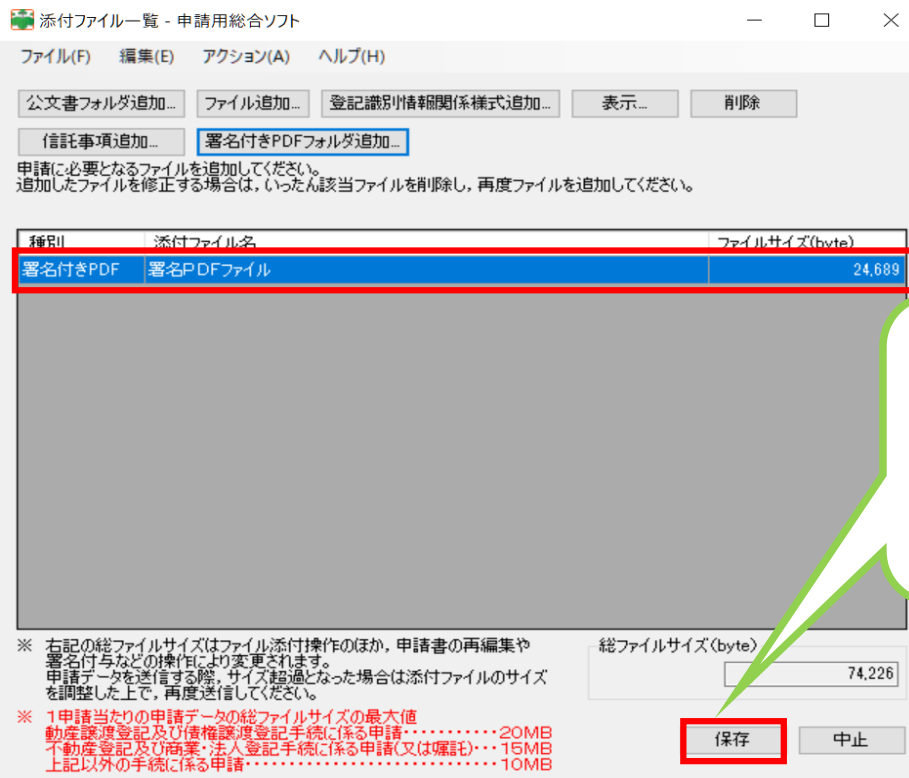 添付ファイル一覧 - 申請用総合ソフト
ファイル(F) 編集(E) アクション(A) ヘルプ(H)
公文書フォルダ追加... ファイル追加... 登記識別情報関係様式追加... 表示... 削除
信託事項追加... 署名付きPDFフォルダ追加...
申請に必要となるファイルを追加してください。
追加したファイルを修正する場合は，いったん該当ファイルを削除し，再度ファイルを追加してください。
種別 添付ファイル名 ファイルサイズ(byte)
署名付きPDF 署名ＰＤＦファイル 24,689
※ 右記の総ファイルサイズはファイル添付操作のほか，申請書の再編集や
署名付与などの操作により変更されます。
申請データを送信する際，サイズ超過となった場合は添付ファイルのサイズ
を調整した上で，再度送信してください。
総ファイルサイズ(byte)
74,226
※ １申請当たりの申請データの総ファイルサイズの最大値
動産譲渡登記及び債権譲渡登記手続に係る申請・・・・・・・・・・・20MB
不動産登記及び商業・法人登記手続に係る申請(又は嘱託)・・・15MB
上記以外の手続に係る申請・・・・・・・・・・・・・・・・・・・・・・・・・・10MB
保存 中止